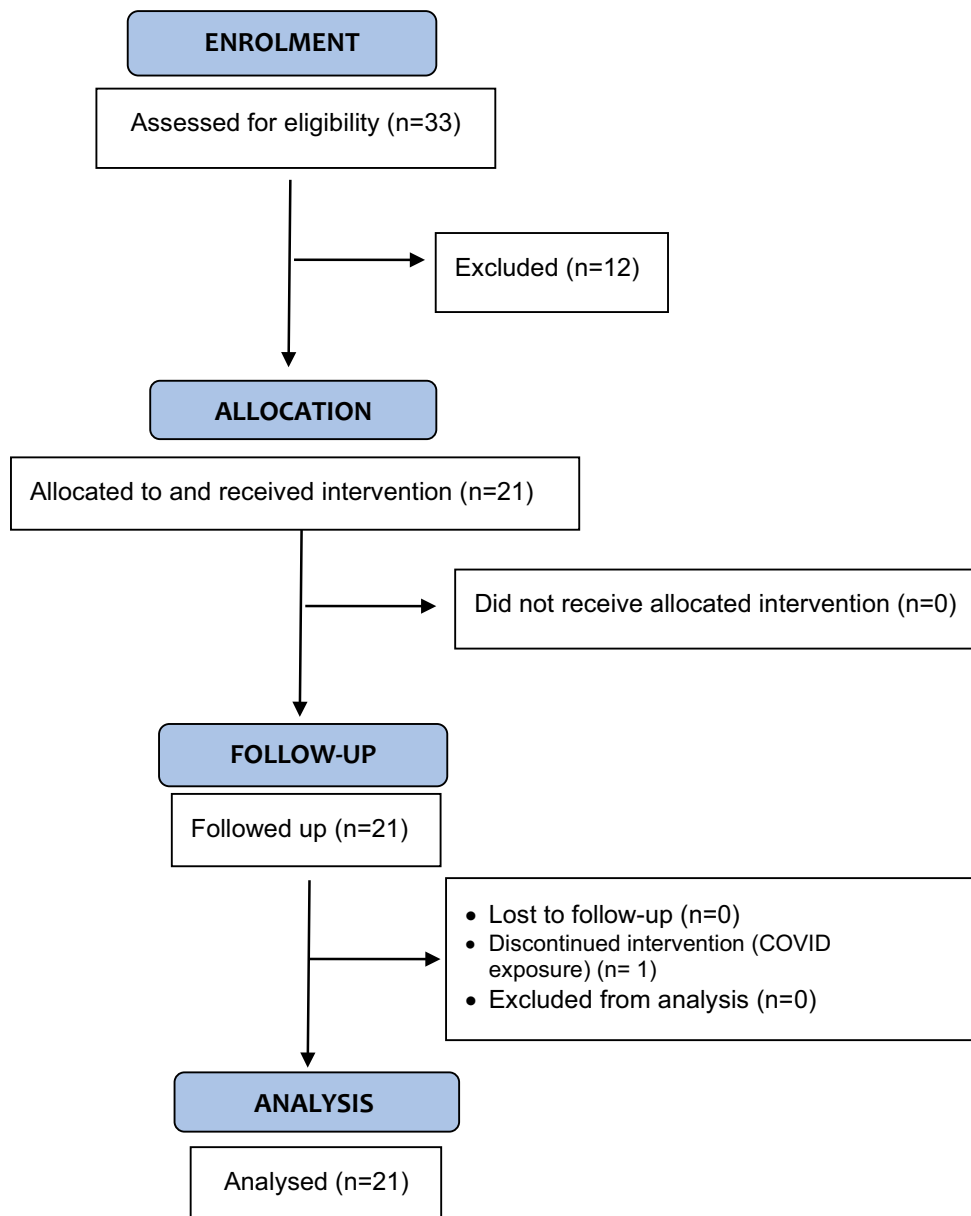 ENROLMENT
Assessed for eligibility (n=33)
Excluded (n=12)
ALLOCATION
Allocated to and received intervention (n=21)
Did not receive allocated intervention (n=0)
FOLLOW-UP
Followed up (n=21)
• Lost to follow-up (n=0)
• Discontinued intervention (COVID
exposure) (n= 1)
• Excluded from analysis (n=0)
ANALYSIS
Analysed (n=21)